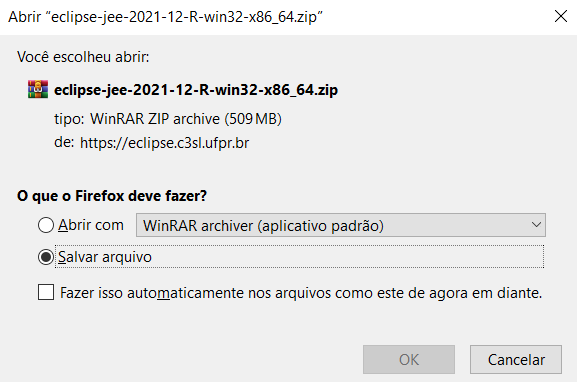 Abrir “eclipse-jee-2021-12-R-win32-x86_64.zip”
Você escolheu abrir:
eclipse-jee-2021-12-R-win32-x86_64.zip
tipo: WinRAR ZIP archive (509 MB)
de: https://eclipse.c3sl.ufpr.br
O que o Firefox deve fazer?
Abrir com WinRAR archiver (aplicativo padrão)
Salvar arquivo
Fazer isso automaticamente nos arquivos como este de agora em diante.
OK Cancelar